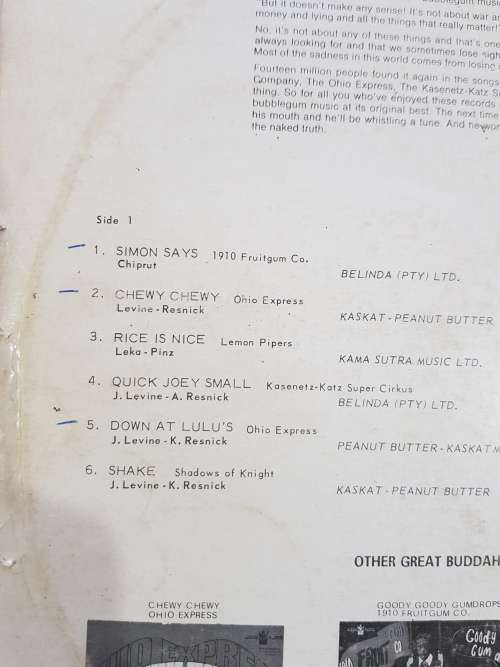 "But it doesn't make any sense! It's not about war an
money and lying and all the things that really matter!'
No, it's not about any of these things and that's one
always looking for and that we sometimes lose sigh
Most of the sadness in this world comes from losing
Fourteen million people found it again in the songs
Company, The Ohio Express, The Kasenetz-Katz S
thing. So for all you who've enjoyed these records
bubblegum music at its original best. The next time
his mouth and he'll be whistling a tune. And
the naked truth.
Side 1
1. SIMON SAYS 1910 Fruitgum Co.
Chiprut
BELINDA (PTY) LTD.
2. CHEWY CHEWY Ohio Express
Levine - Resnick
KASKAT - PEANUT BUTTER
3. RICE IS NICE Lemon Pipers
Leka - Pinz
KAMA SUTRA MUSIC LTD.
4. QUICK JOEY SMALL Kasenetz-Katz Super Cirkus
J. Levine - A. Resnick
BELINDA (PTY) LTD.
5. DOWN AT LULU'S Ohio Express
J. Levine - K. Resnick
PEANUT BUTTER - KASKAT M
6. SHAKE Shadows of Knight
J. Levine - K. Resnick
KASKAT - PEANUT BUTTER
OTHER GREAT BUDDAH
CHEWY CHEWY
OHIO EXPRESS
GOODY GOODY GUMDROPS
1910 FRUITGUM CO.
OHIO EXPRES
Goody
Gum